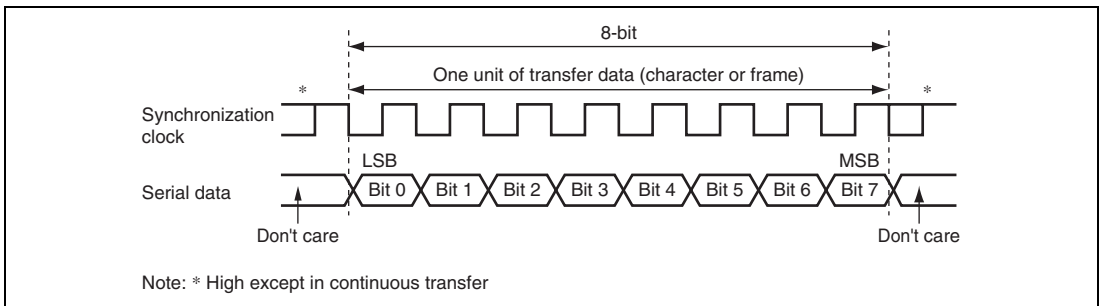 8-bit
One unit of transfer data (character or frame)
* *
Synchronization
clock
LSB MSB
Serial data Bit 0 Bit 1 Bit 2 Bit 3 Bit 4 Bit 5 Bit 6 Bit 7
Don't care Don't care
Note: * High except in continuous transfer